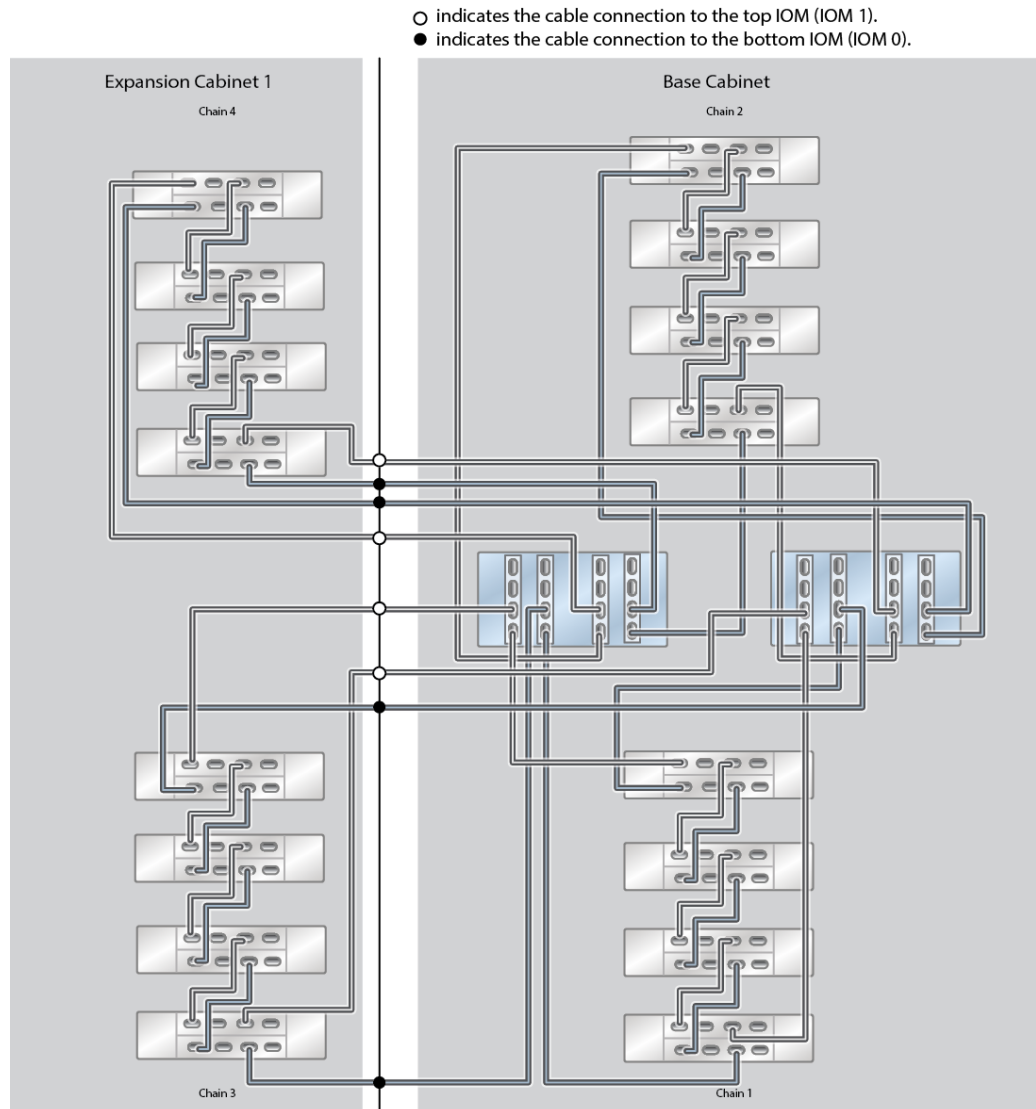 indicates the cable connection to the top IOM (IOM 1).
indicates the cable connection to the bottom IOM (IOM 0).
Expansion Cabinet 1
Base Cabinet
Chain 4
Chain 2
Chain 3
Chain 1